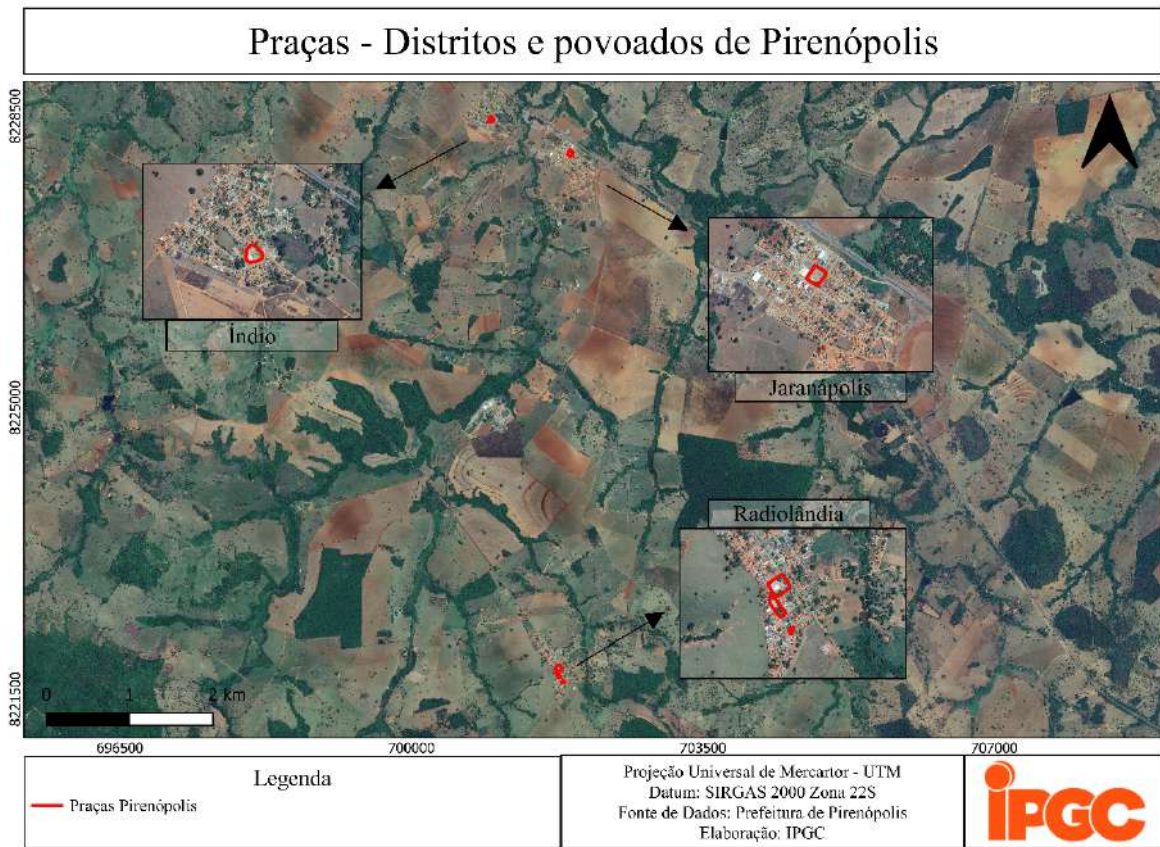 Praças - Distritos e povoados de Pirenópolis
8228500
8225000
8221500
Índio
Jaranápolis
Radiolândia
0 1 2 km
696500 700000 703500 707000
Legenda
Praças Pirenópolis
Projeção Universal de Mercartor - UTM
Datum: SIRGAS 2000 Zona 22S
Fonte de Dados: Prefeitura de Pirenópolis
Elaboração: IPGC
iPGC